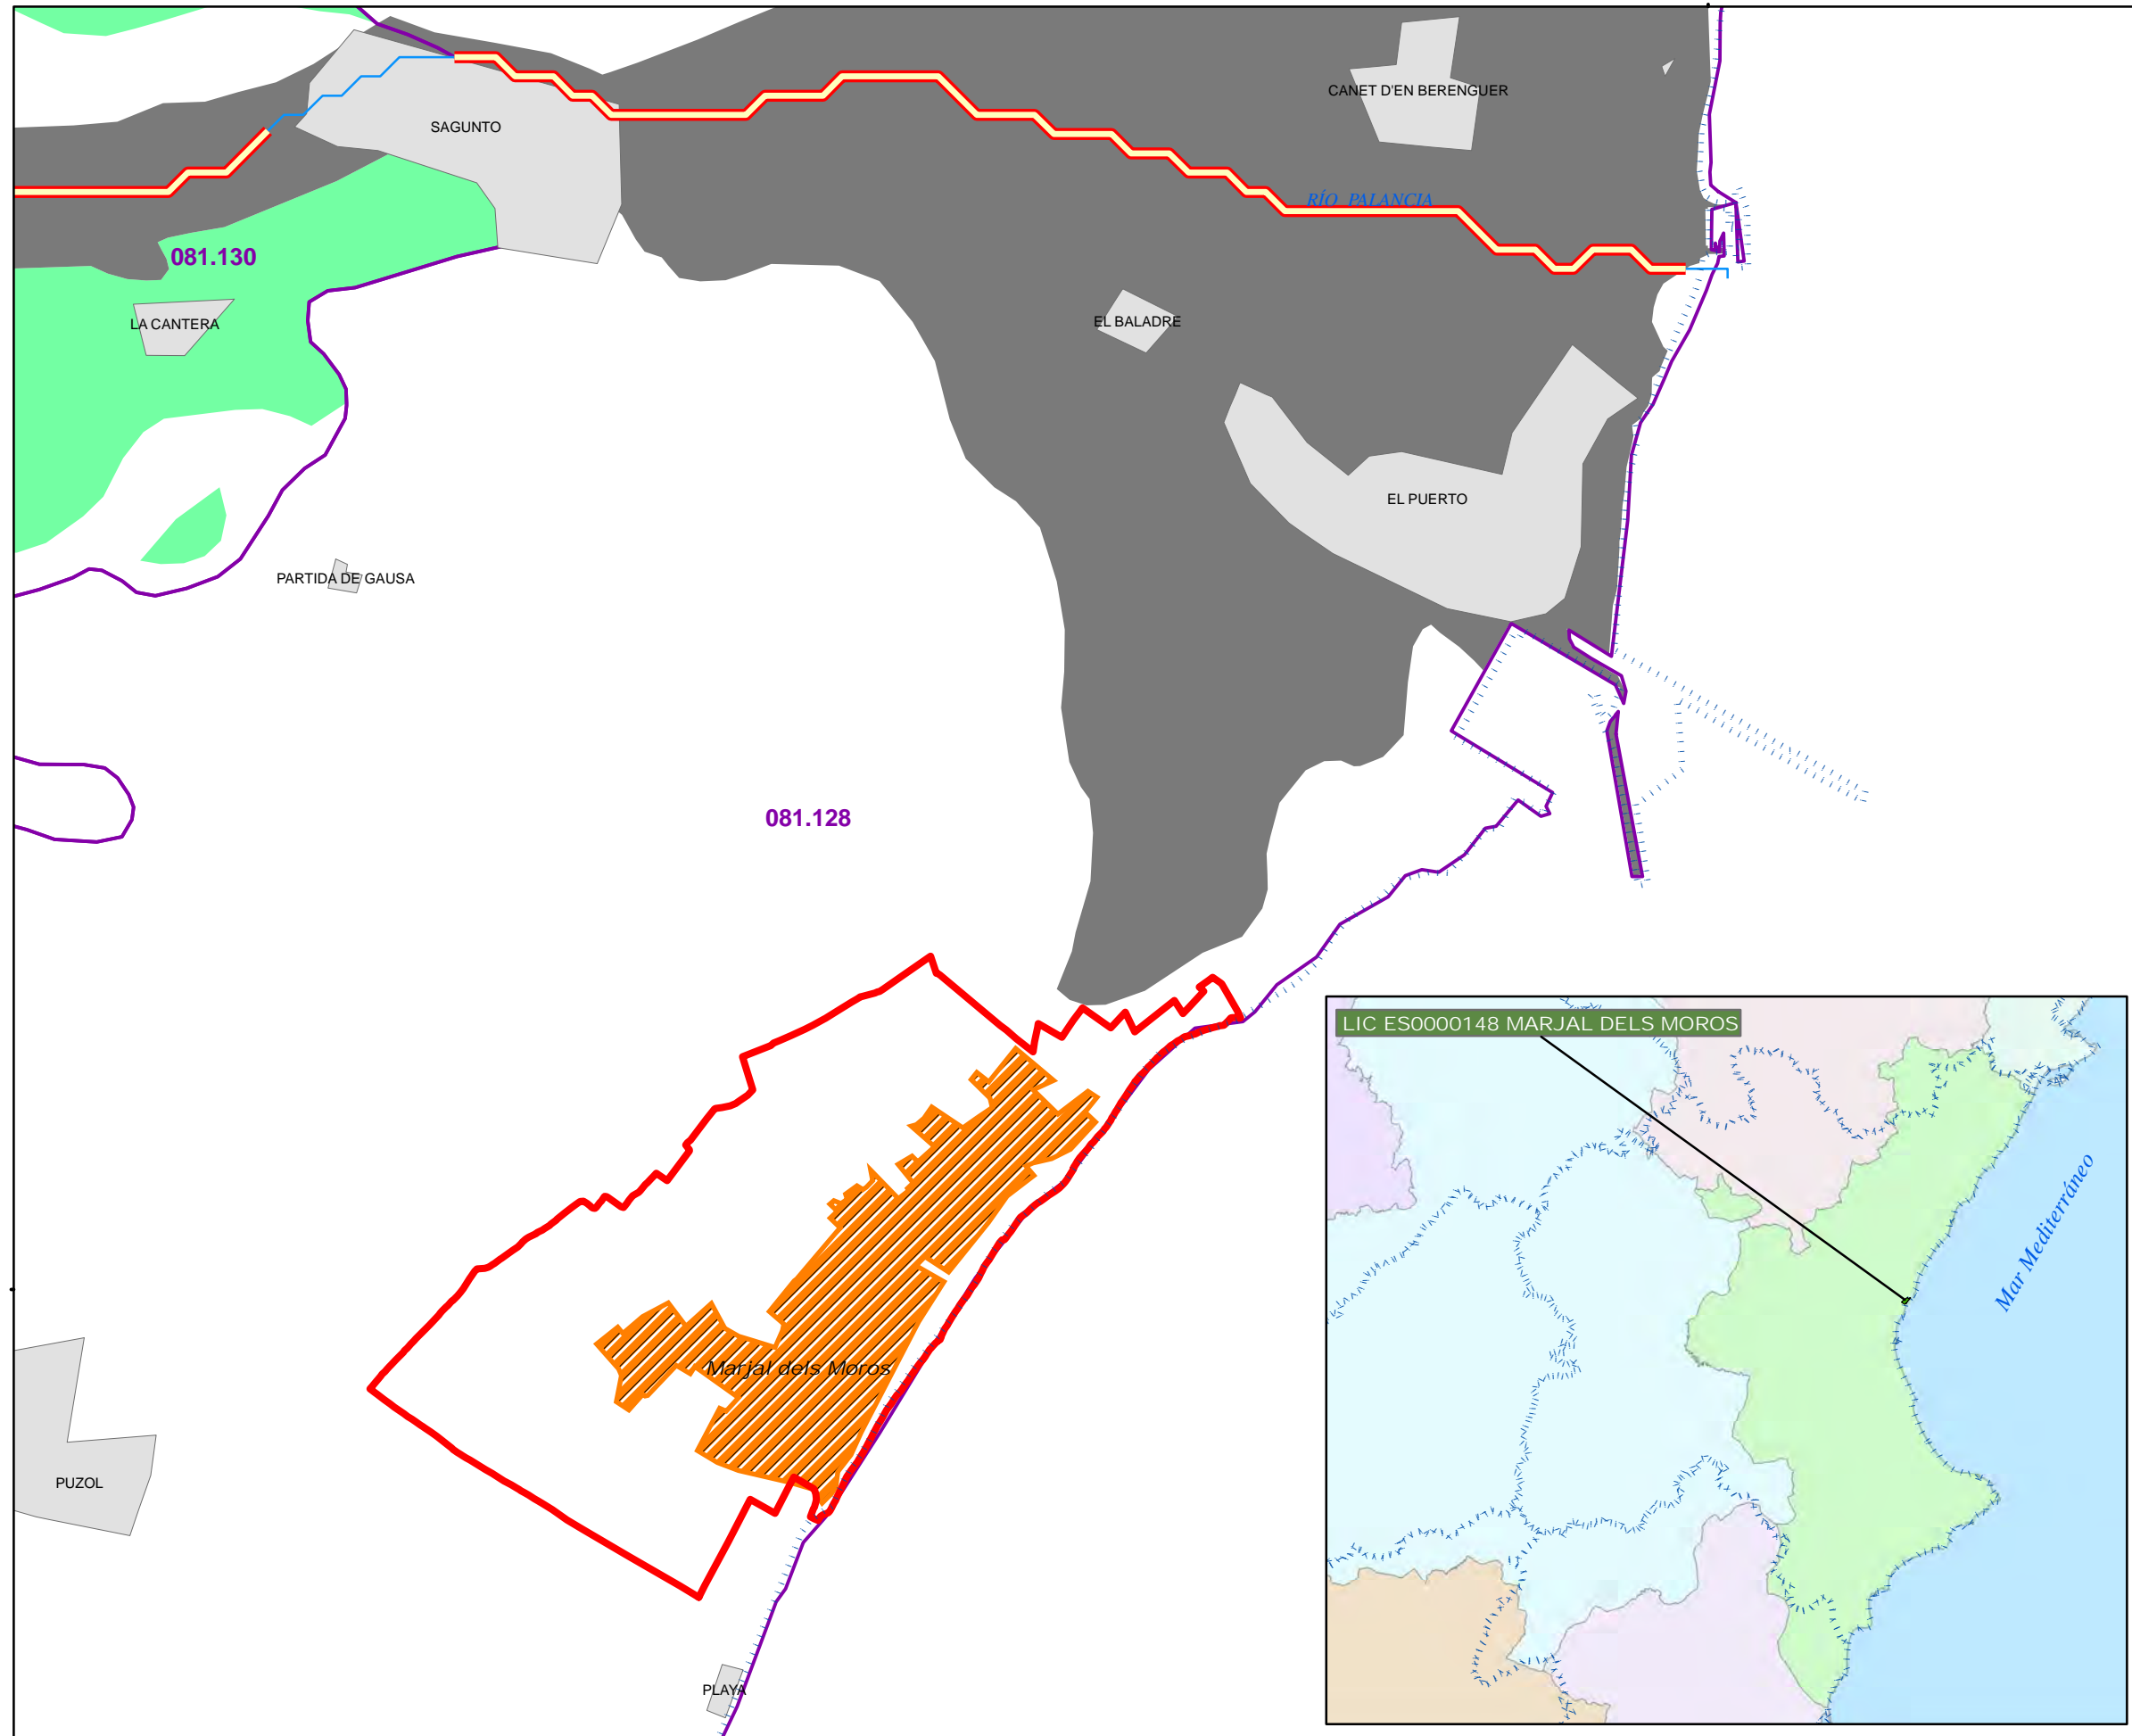 CANET D'EN BERENGUER
SAGUNTO
RÍO PALANCIA
081.130
LA CANTERA
EL BALADRE
EL PUERTO
PARTIDA DE GAUSA
081.128
LIC ES0000148 MARJAL DELS MOROS
Mar Mediterráneo
Marjal dels Moros
PUZOL
PLAYA